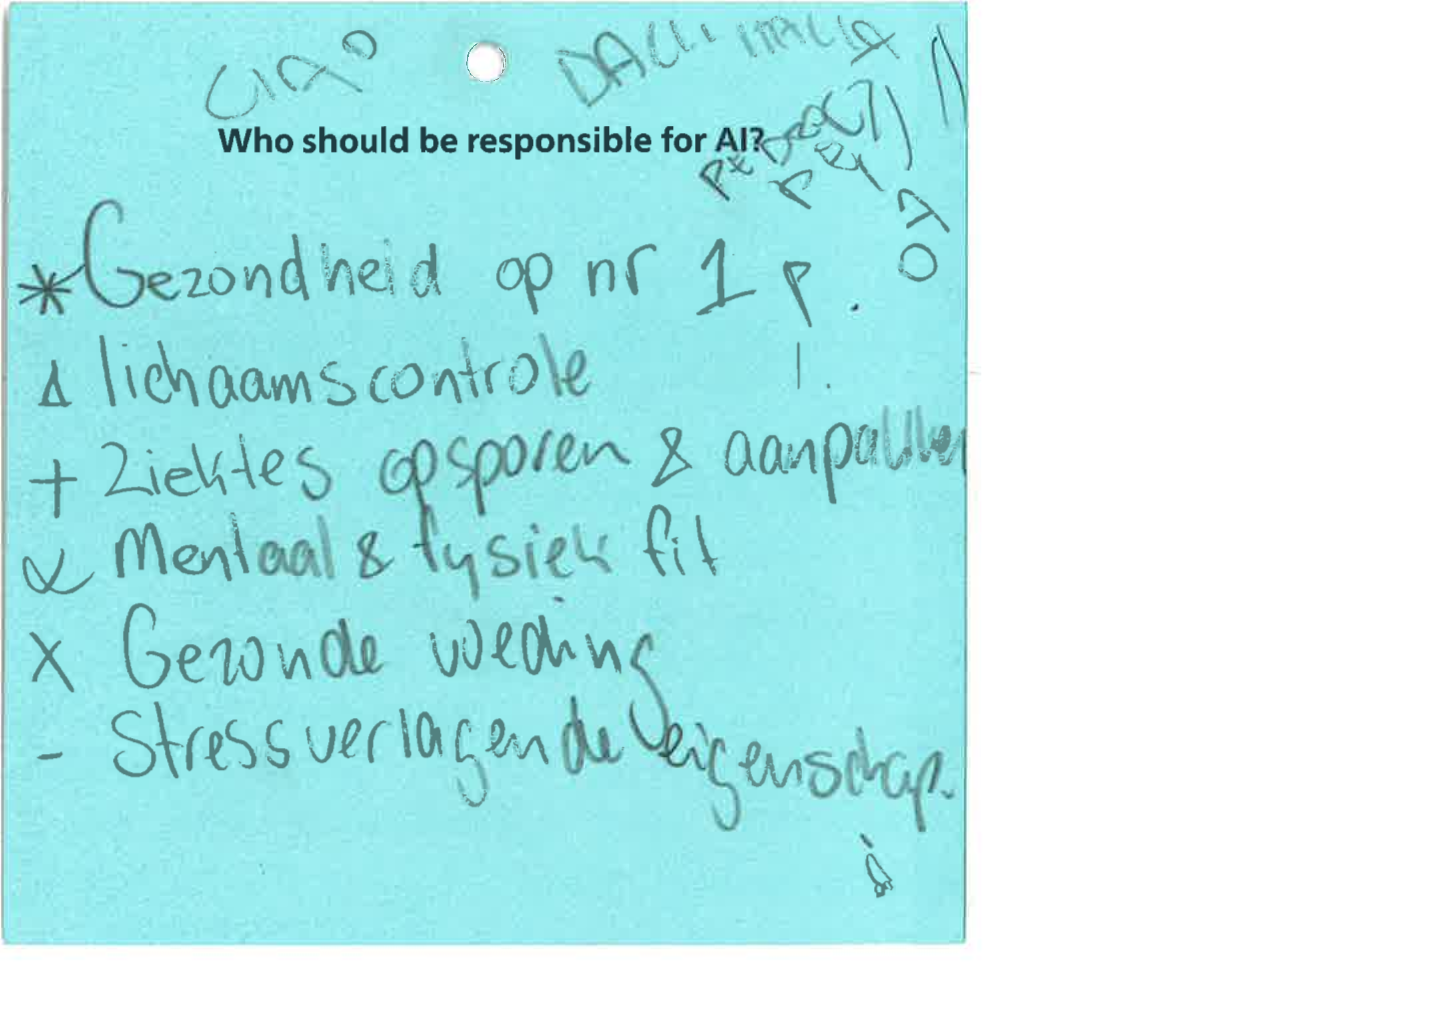 CIAO DALL' ITALIA
Who should be responsible for AI?
* Gezondheid op nr 1
Δ lichaamscontrole
+ Ziektes opsporen & aanpakken
α Mentaal & fysiek fit
X Gezonde voeding
- Stressverlagende eigenschap.